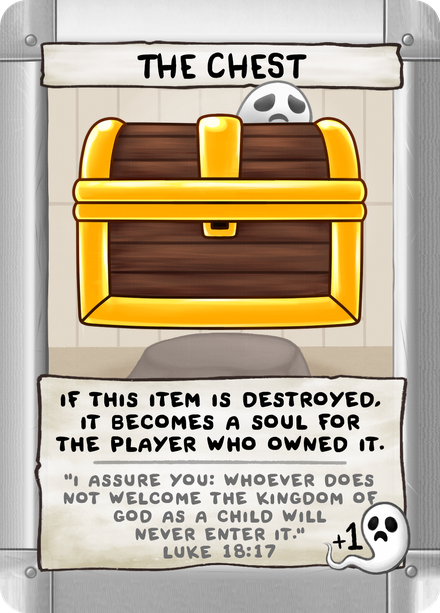 THE CHEST
IF THIS ITEM IS DESTROYED,
IT BECOMES A SOUL FOR
THE PLAYER WHO OWNED IT.
"I ASSURE YOU: WHOEVER DOES
NOT WELCOME THE KINGDOM OF
GOD AS A CHILD WILL
NEVER ENTER IT."
LUKE 18:17
+1